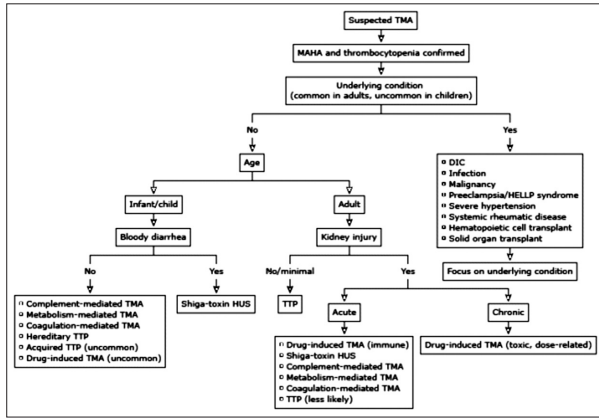 Suspected TMA
MAHA and thrombocytopenia confirmed
Underlying condition
(common in adults, uncommon in children)
No
Yes
Age
DIC
Infection
Malignancy
Preeclampsia/HELLP syndrome
Severe hypertension
Systemic rheumatic disease
Hematopoietic cell transplant
Solid organ transplant
Infant/child
Adult
Bloody diarrhea
Kidney injury
Focus on underlying condition
No
Yes
No/minimal
Yes
Complement-mediated TMA
Metabolism-mediated TMA
Coagulation-mediated TMA
Hereditary TTP
Acquired TTP (uncommon)
Drug-induced TMA (uncommon)
Shiga-toxin HUS
TTP
Acute
Chronic
Drug-induced TMA (immune)
Shiga-toxin HUS
Complement-mediated TMA
Metabolism-mediated TMA
Coagulation-mediated TMA
TTP (less likely)
Drug-induced TMA (toxic, dose-related)